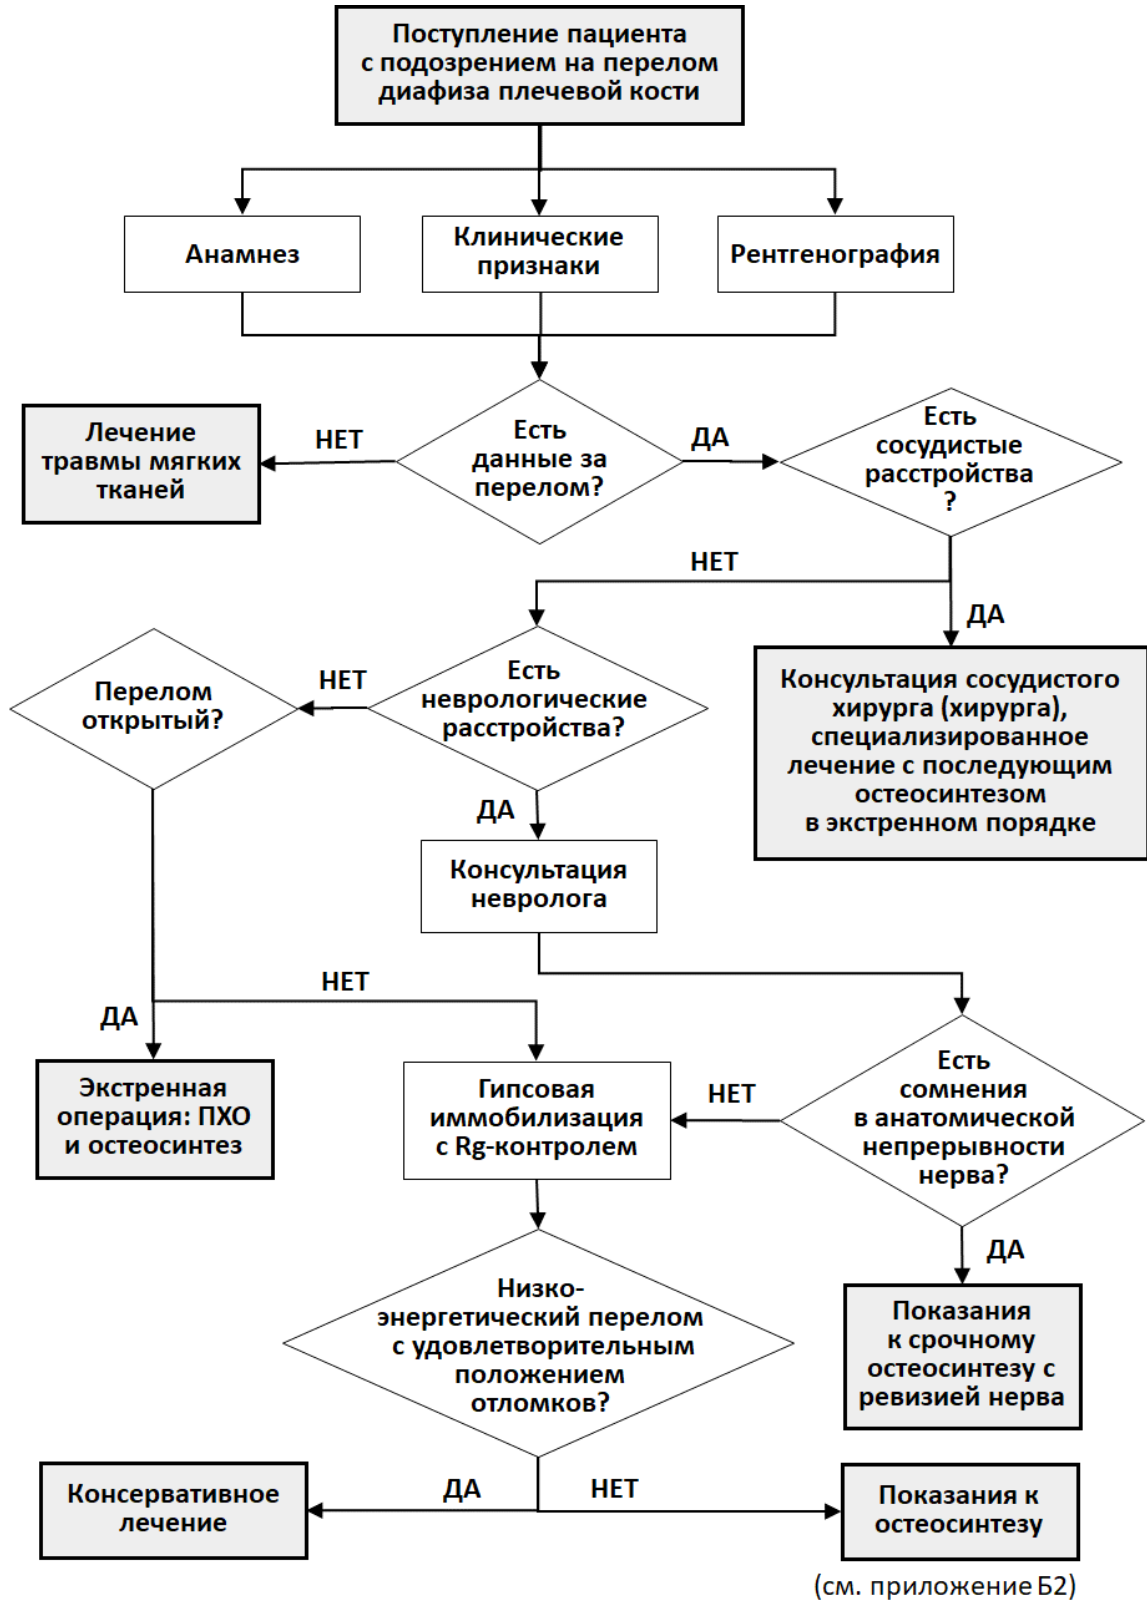 Поступление пациента
с подозрением на перелом
диафиза плечевой кости
Анамнез
Клинические
признаки
Рентгенография
Есть
данные за
перелом?
НЕТ
ДА
Лечение
травмы мягких
тканей
Есть
сосудистые
расстройства
?
НЕТ
ДА
Консультация сосудистого
хирурга (хирурга),
специализированное
лечение с последующим
остеосинтезом
в экстренном порядке
Есть
неврологические
расстройства?
НЕТ
ДА
Перелом
открытый?
Консультация
невролога
НЕТ
ДА
Экстренная
операция: ПХО
и остеосинтез
Гипсовая
иммобилизация
с Rg-контролем
НЕТ
Есть
сомнения
в анатомической
непрерывности
нерва?
ДА
Показания
к срочному
остеосинтезу с
ревизией нерва
Низко-
энергетический перелом
с удовлетворительным
положением
отломков?
ДА
НЕТ
Консервативное
лечение
Показания к
остеосинтезу
(см. приложение Б2)